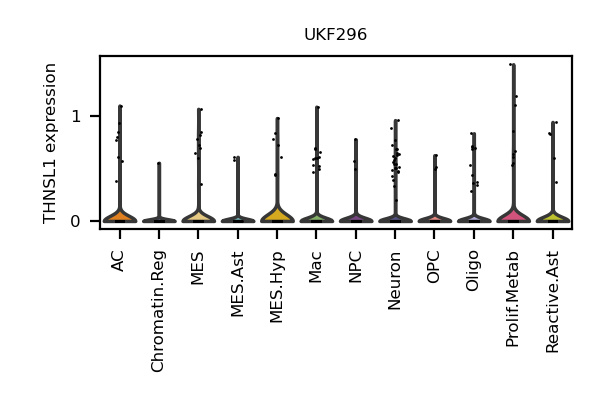 UKF296
THNSL1 expression
1
0
AC
Chromatin.Reg
MES
MES.Ast
MES.Hyp
Mac
NPC
Neuron
OPC
Oligo
Prolif.Metab
Reactive.Ast